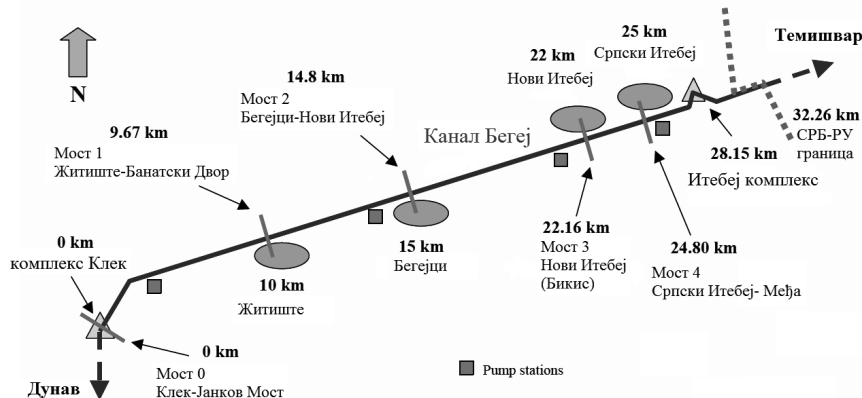 25 km
Српски Итебеј
Темишвар
22 km
Нови Итебеј
14.8 km
Мост 2
Бегејци-Нови Итебеј
N
32.26 km
СРБ-РУ
граница
9.67 km
Мост 1
Житиште-Банатски Двор
Канал Бегеј
28.15 km
Итебеј комплекс
0 km
комплекс Клек
15 km
Бегејци
22.16 km
Мост 3
Нови Итебеј
(Бикис)
24.80 km
Мост 4
Српски Итебеј- Међа
10 km
Житиште
0 km
Мост 0
Клек-Јанков Мост
Pump stations
Дунав